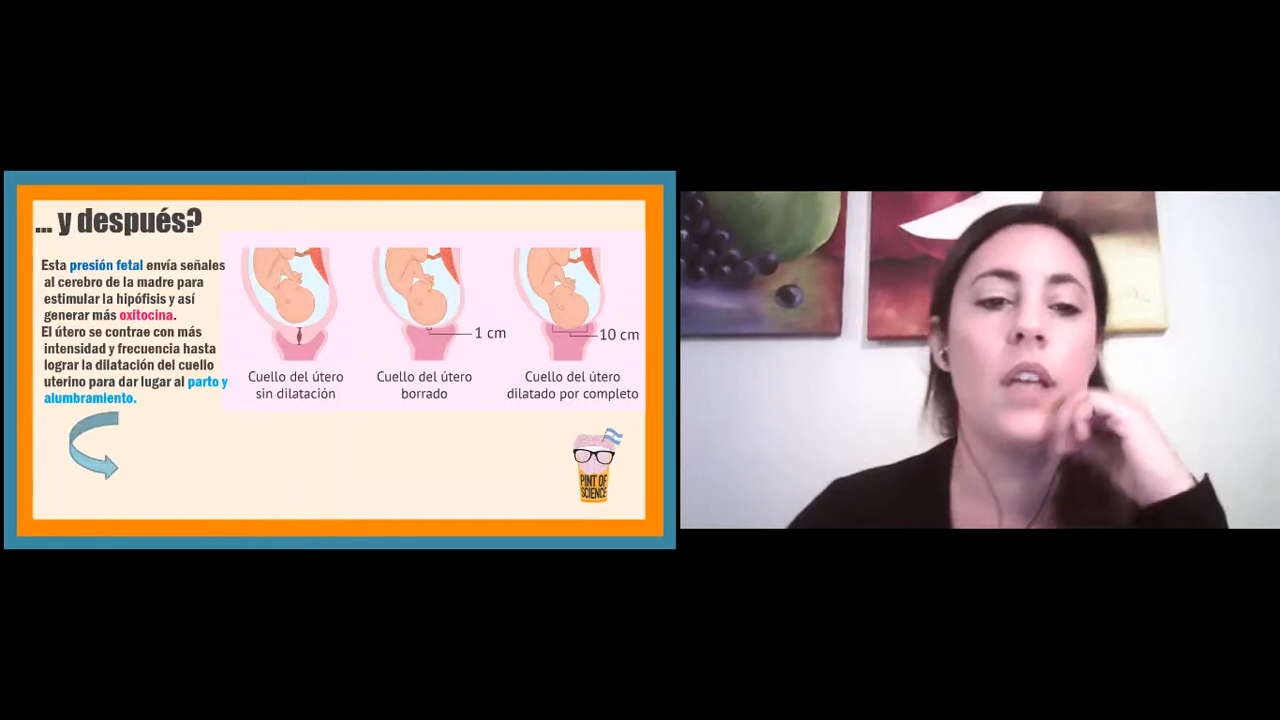 ... y después?
Esta presión fetal envía señales
al cerebro de la madre para
estimular la hipófisis y así
generar más oxitocina.
El útero se contrae con más
intensidad y frecuencia hasta
lograr la dilatación del cuello
uterino para dar lugar al parto y
alumbramiento.
1 cm
10 cm
Cuello del útero
sin dilatación
Cuello del útero
borrado
Cuello del útero
dilatado por completo
PINT OF
SCIENCE